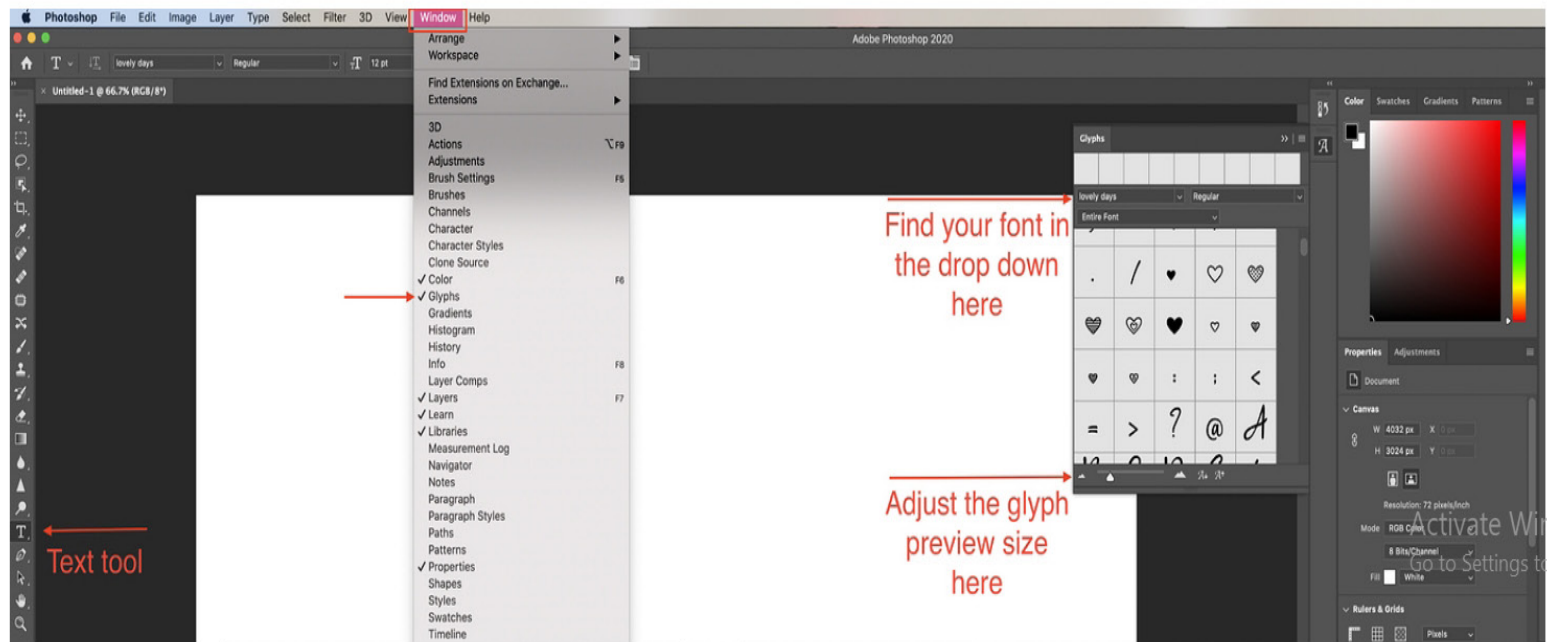 Photoshop File Edit Image Layer Type Select Filter 3D View Window Help
Adobe Photoshop 2020
T T lovely days Regular T 12 pt
× Untitled-1 @ 66.7% (RGB/8*)
Arrange
Workspace
Find Extensions on Exchange...
Extensions
3D
Actions ⌥F9
Adjustments
Brush Settings F5
Brushes
Channels
Character
Character Styles
Clone Source
✓ Color F6
✓ Glyphs
Gradients
Histogram
History
Info F8
Layer Comps
✓ Layers F7
✓ Learn
✓ Libraries
Measurement Log
Navigator
Notes
Paragraph
Paragraph Styles
Paths
Patterns
✓ Properties
Shapes
Styles
Swatches
Timeline
T
Text tool
Find your font in
the drop down
here
Adjust the glyph
preview size
here
Glyphs
lovely days Regular
Entire Font
. / ♥ ♡
: ; <
= > ? @ A
A
Color Swatches Gradients Patterns
Properties Adjustments
Document
Canvas
W 4032 px X 0 px
H 3024 px Y 0 px
Resolution: 72 pixels/inch
Mode RGB Color
8 Bits/Channel
Fill White
Rulers & Grids
Pixels
Activate Wi
Go to Settings to